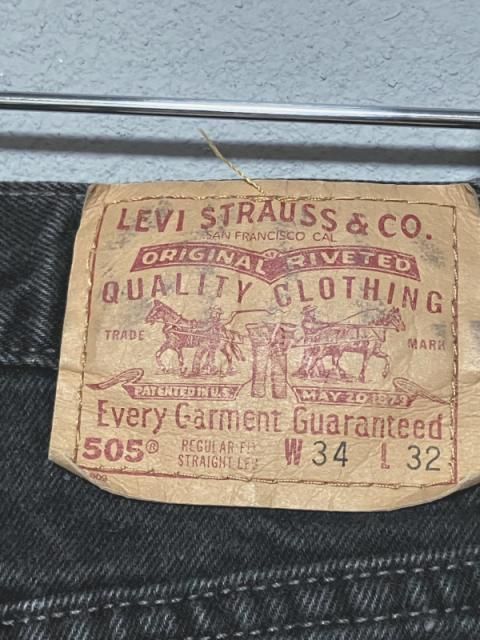 LEVI STRAUSS & CO.
SAN FRANCISCO CAL
ORIGINAL RIVETED
QUALITY CLOTHING
TRADE MARK
PATENTED IN U.S. MAY 20 1873
Every Garment Guaranteed
505® REGULAR FIT W 34 L 32
STRAIGHT LEG